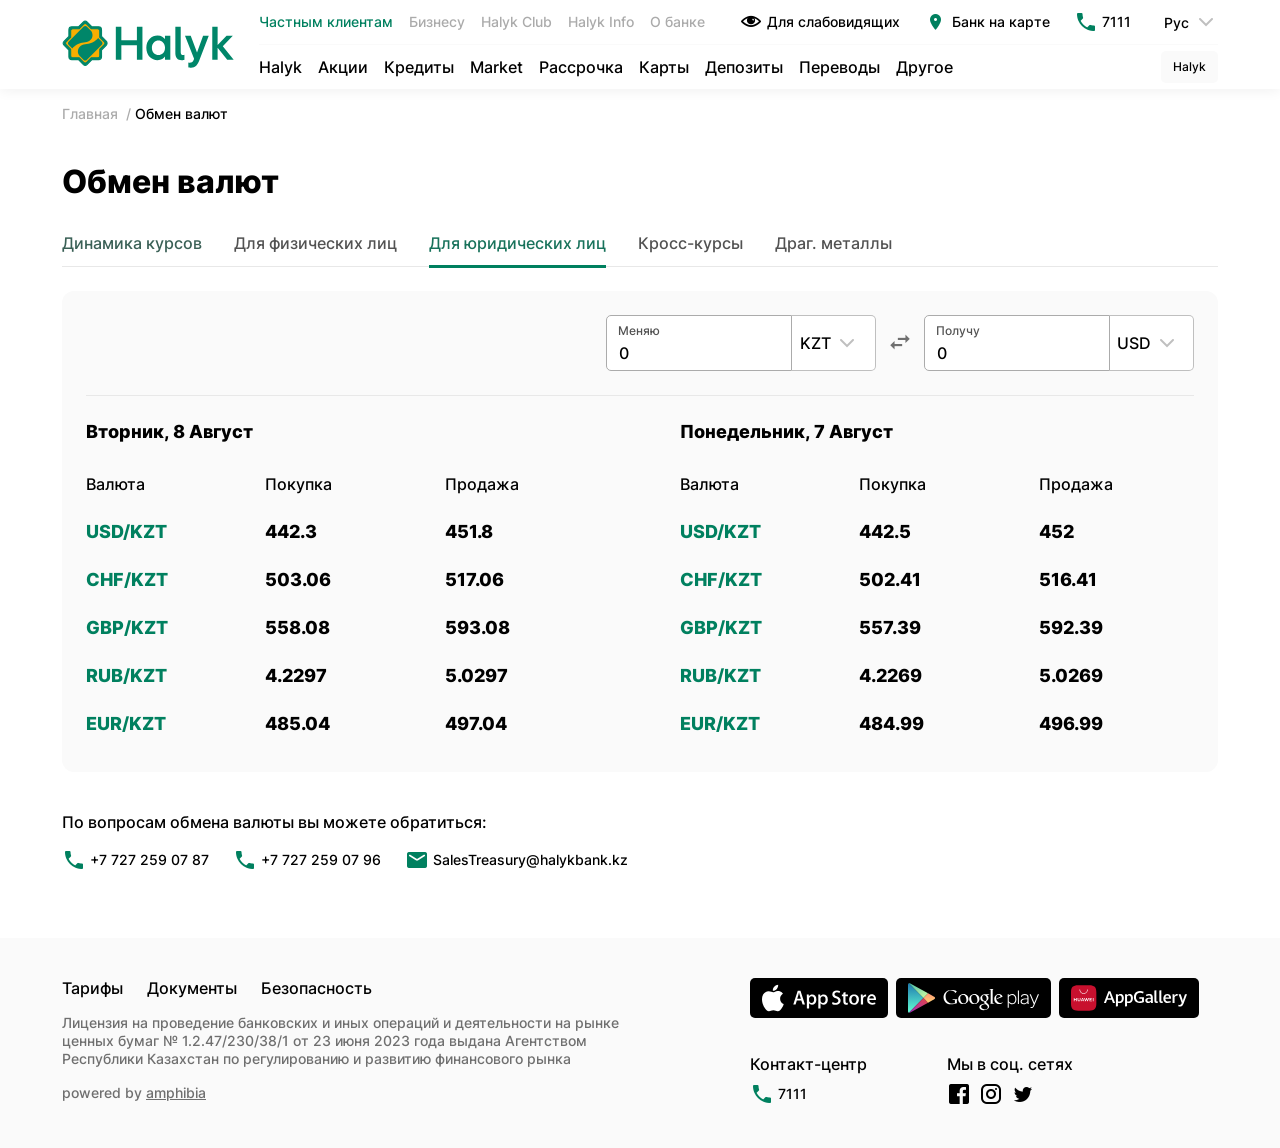 Halyk
Частным клиентам Бизнесу Halyk Club Halyk Info О банке Для слабовидящих Банк на карте 7111 Рус
Halyk Акции Кредиты Market Рассрочка Карты Депозиты Переводы Другое Halyk
Главная / Обмен валют
Обмен валют
Динамика курсов Для физических лиц Для юридических лиц Кросс-курсы Драг. металлы
Меняю Получу
0 KZT 0 USD
Вторник, 8 Август Понедельник, 7 Август
Валюта Покупка Продажа Валюта Покупка Продажа
USD/KZT 442.3 451.8 USD/KZT 442.5 452
CHF/KZT 503.06 517.06 CHF/KZT 502.41 516.41
GBP/KZT 558.08 593.08 GBP/KZT 557.39 592.39
RUB/KZT 4.2297 5.0297 RUB/KZT 4.2269 5.0269
EUR/KZT 485.04 497.04 EUR/KZT 484.99 496.99
По вопросам обмена валюты вы можете обратиться:
+7 727 259 07 87 +7 727 259 07 96 SalesTreasury@halykbank.kz
Тарифы Документы Безопасность
Лицензия на проведение банковских и иных операций и деятельности на рынке
ценных бумаг № 1.2.47/230/38/1 от 23 июня 2023 года выдана Агентством
Республики Казахстан по регулированию и развитию финансового рынка
powered by amphibia
App Store Google play HUAWEI AppGallery
Контакт-центр Мы в соц. сетях
7111